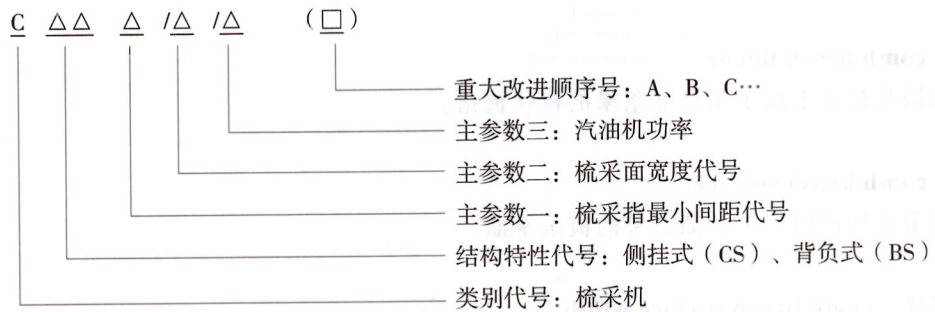 C △△ △ /△ /△ (□)
重大改进顺序号：A、B、C…
主参数三：汽油机功率
主参数二：梳采面宽度代号
主参数一：梳采指最小间距代号
结构特性代号：侧挂式（CS）、背负式（BS）
类别代号：梳采机